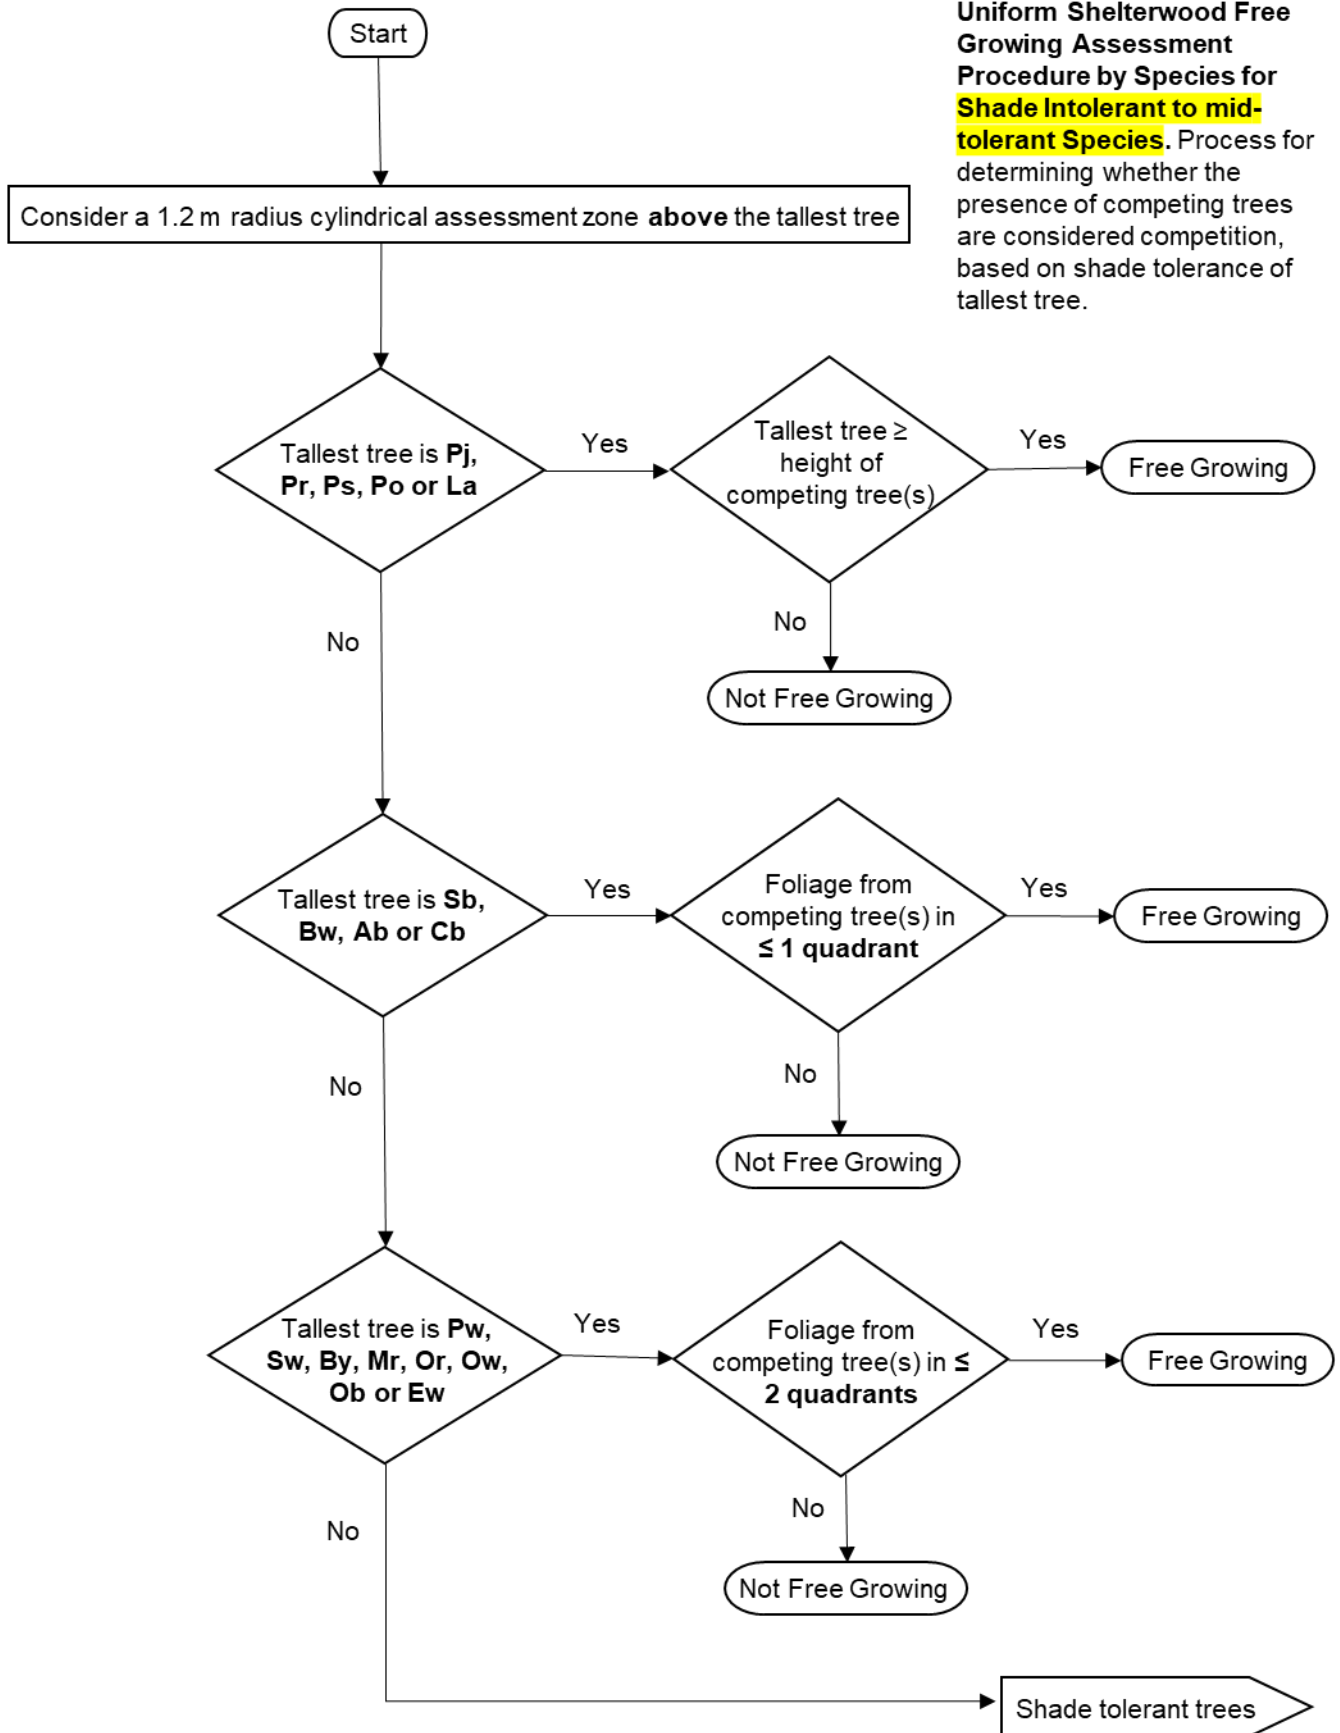 Start
Uniform Shelterwood Free
Growing Assessment
Procedure by Species for
Shade Intolerant to mid-
tolerant Species. Process for
determining whether the
presence of competing trees
are considered competition,
based on shade tolerance of
tallest tree.
Consider a 1.2 m radius cylindrical assessment zone above the tallest tree
Tallest tree is Pj,
Pr, Ps, Po or La
Yes
Tallest tree ≥
height of
competing tree(s)
Yes
Free Growing
No
Not Free Growing
No
Tallest tree is Sb,
Bw, Ab or Cb
Yes
Foliage from
competing tree(s) in
≤ 1 quadrant
Yes
Free Growing
No
Not Free Growing
No
Tallest tree is Pw,
Sw, By, Mr, Or, Ow,
Ob or Ew
Yes
Foliage from
competing tree(s) in ≤
2 quadrants
Yes
Free Growing
No
Not Free Growing
No
Shade tolerant trees